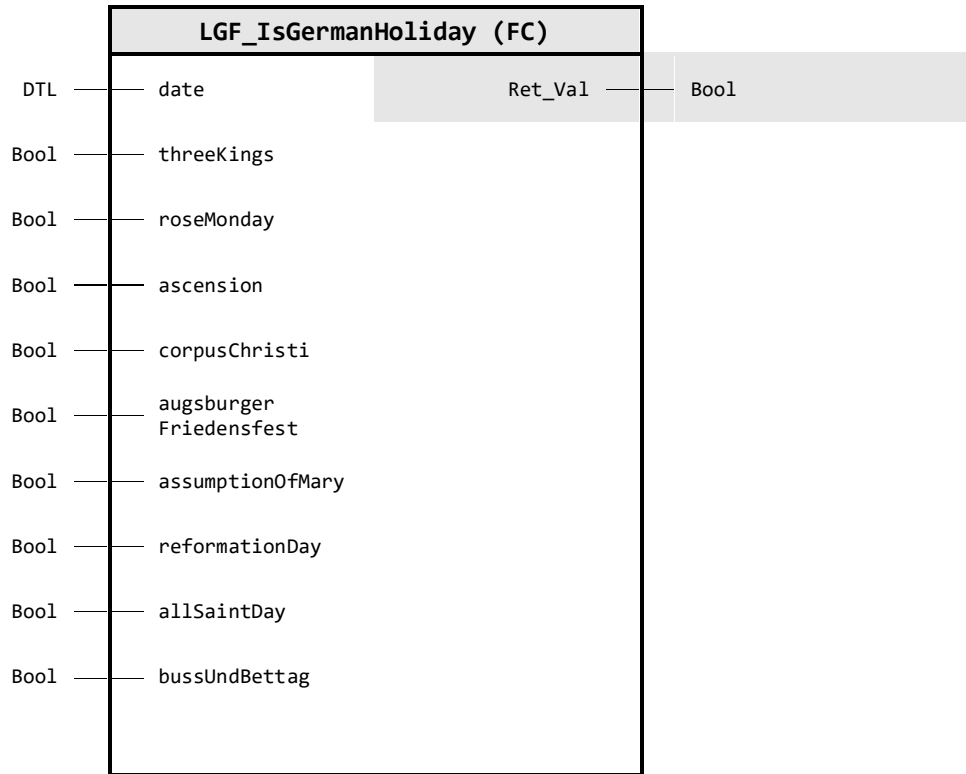 LGF_IsGermanHoliday (FC)
DTL date Ret_Val Bool
Bool threeKings
Bool roseMonday
Bool ascension
Bool corpusChristi
Bool augsburger
Friedensfest
Bool assumptionOfMary
Bool reformationDay
Bool allSaintDay
Bool bussUndBettag